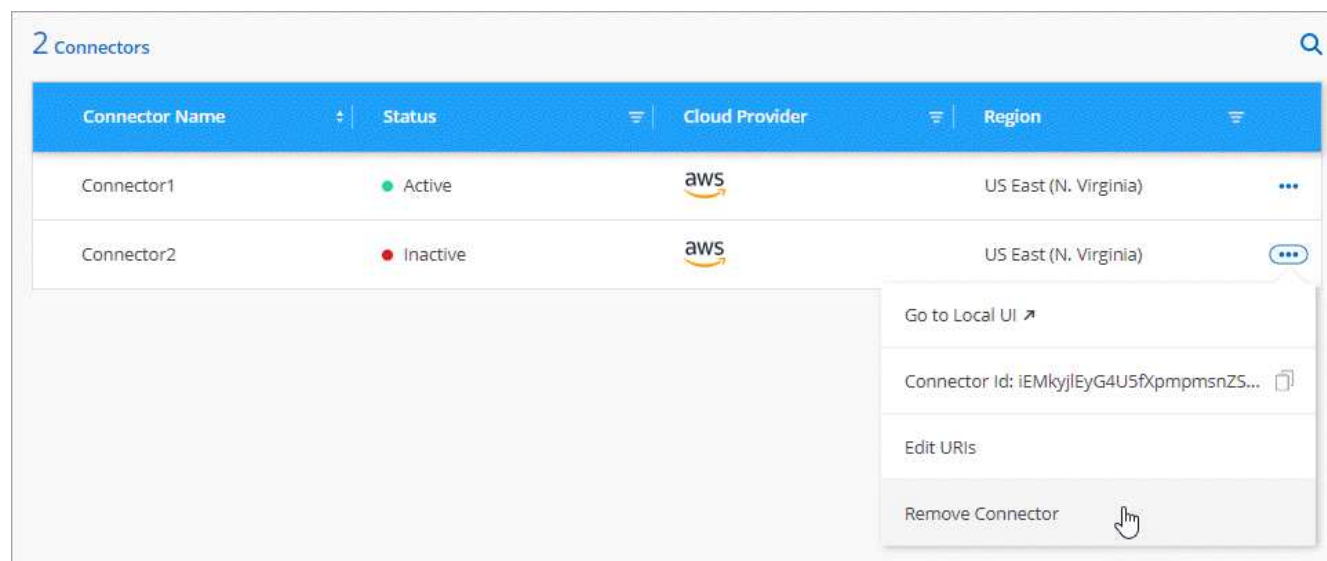 2 Connectors
Connector Name Status Cloud Provider Region
Connector1 Active aws US East (N. Virginia)
Connector2 Inactive aws US East (N. Virginia)
Go to Local UI
Connector Id: iEMkyjlEyG4U5fXpmpmsnZS...
Edit URIs
Remove Connector